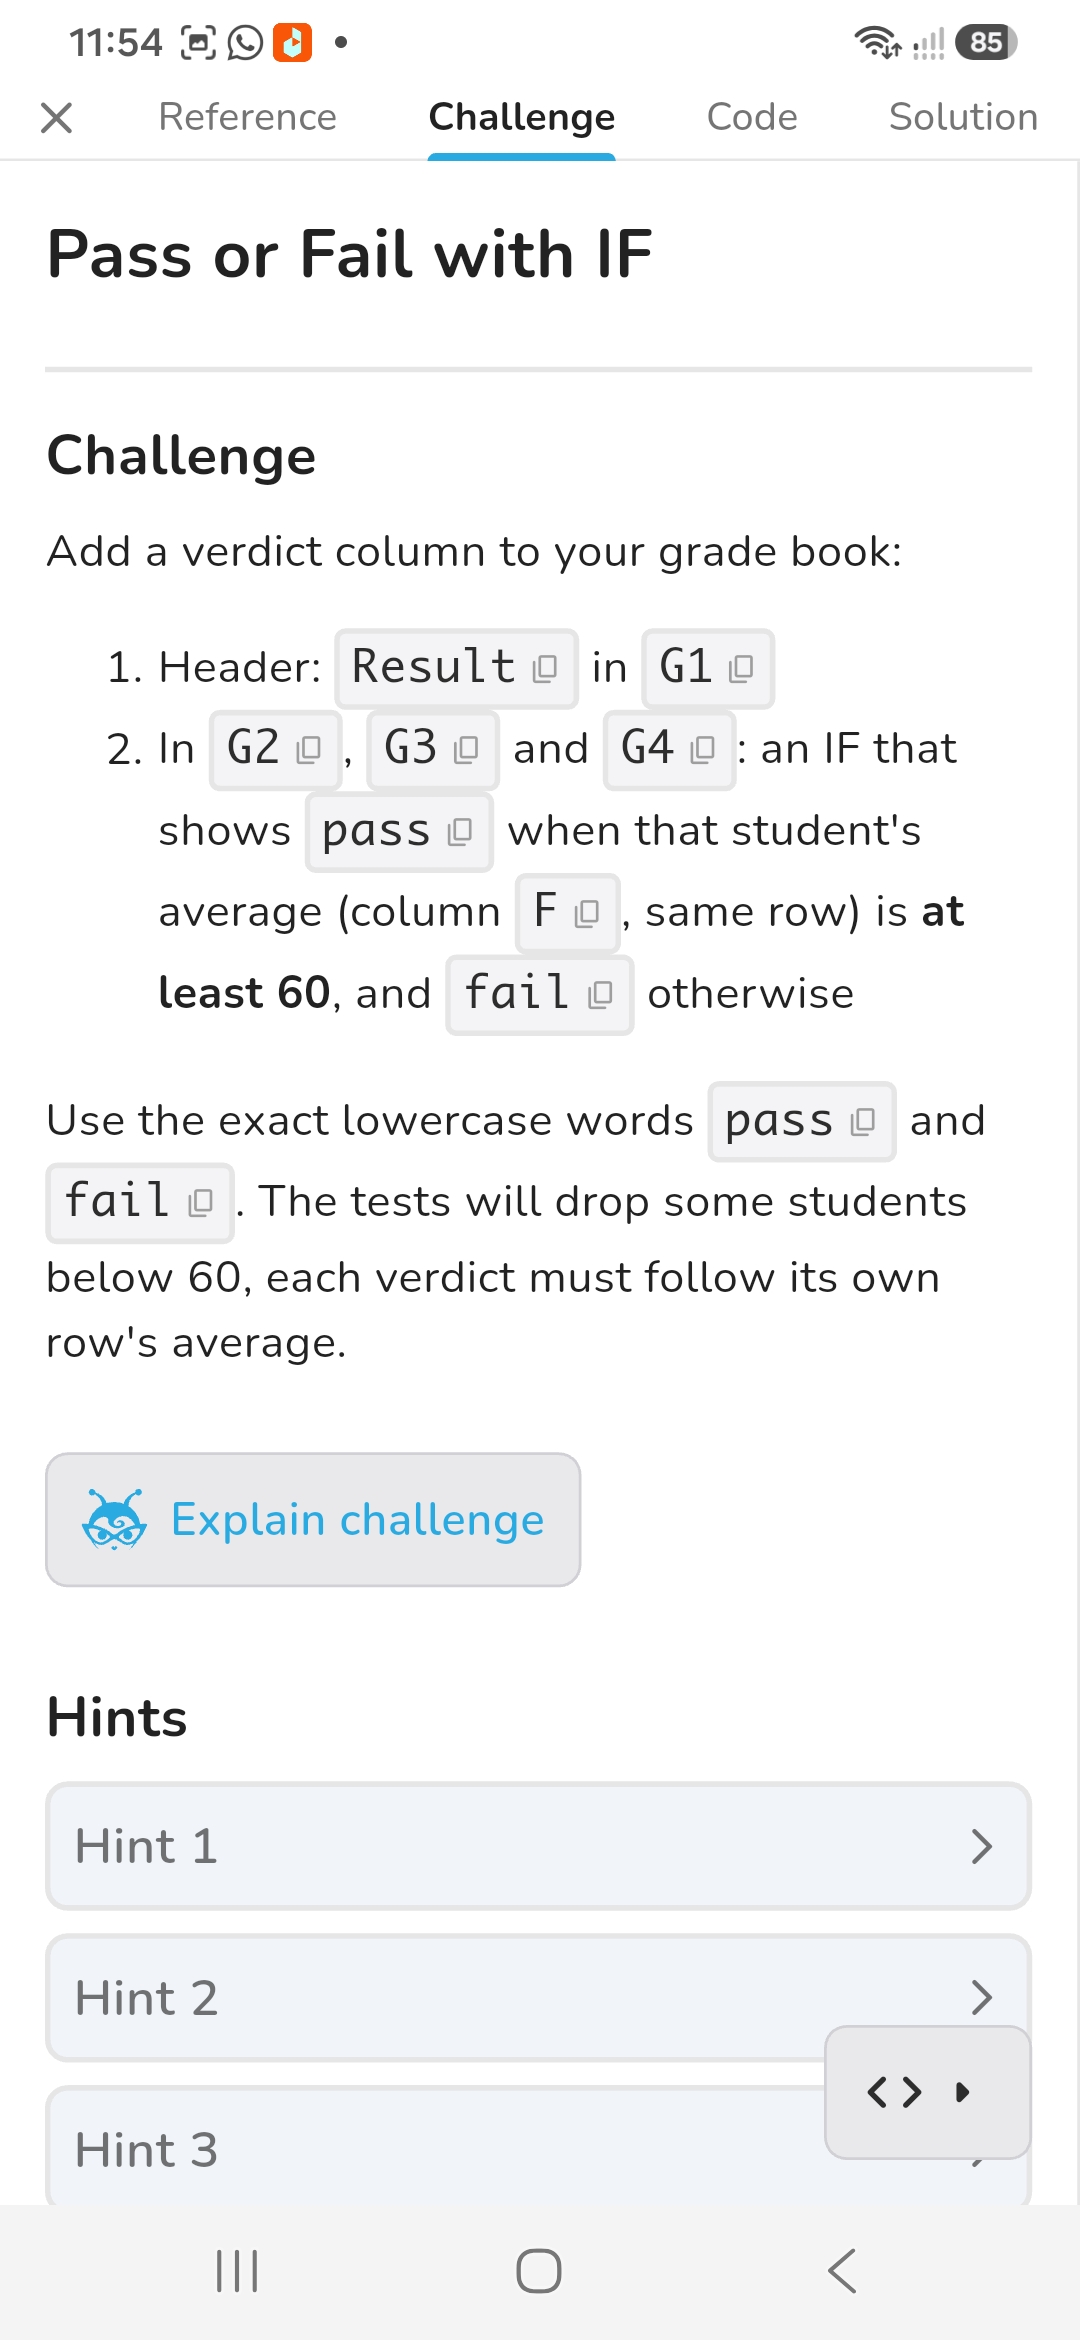 11:54
85
Reference Challenge Code Solution
Pass or Fail with IF
Challenge
Add a verdict column to your grade book:
1. Header: Result in G1
2. In G2, G3 and G4: an IF that
shows pass when that student's
average (column F, same row) is at
least 60, and fail otherwise
Use the exact lowercase words pass and
fail. The tests will drop some students
below 60, each verdict must follow its own
row's average.
Explain challenge
Hints
Hint 1
Hint 2
Hint 3